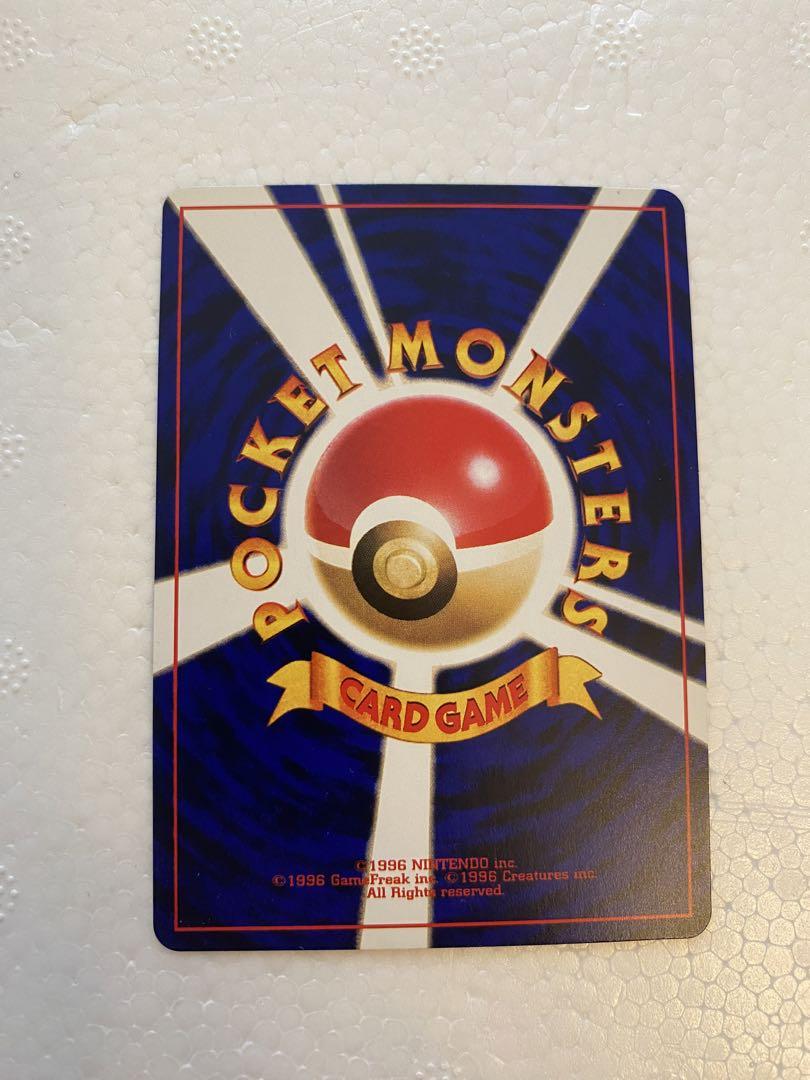 POCKET MONSTERS
CARD GAME
©1996 NINTENDO inc.
©1996 GameFreak inc. ©1996 Creatures inc.
All Rights reserved.